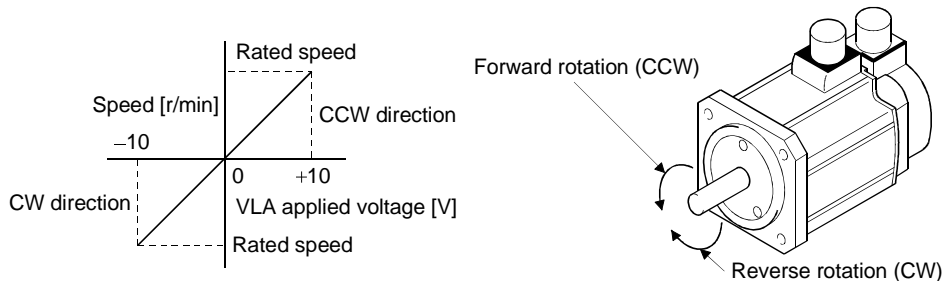 Rated speed
Speed [r/min]
CCW direction
–10
0
+10
CW direction
VLA applied voltage [V]
Rated speed
Forward rotation (CCW)
Reverse rotation (CW)